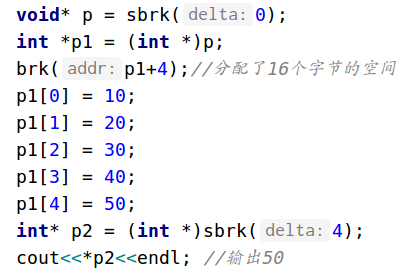 void* p = sbrk( delta: 0);
int *p1 = (int *)p;
brk( addr: p1+4);//分配了16个字节的空间
p1[0] = 10;
p1[1] = 20;
p1[2] = 30;
p1[3] = 40;
p1[4] = 50;
int* p2 = (int *)sbrk( delta: 4);
cout<<*p2<<endl; //输出50